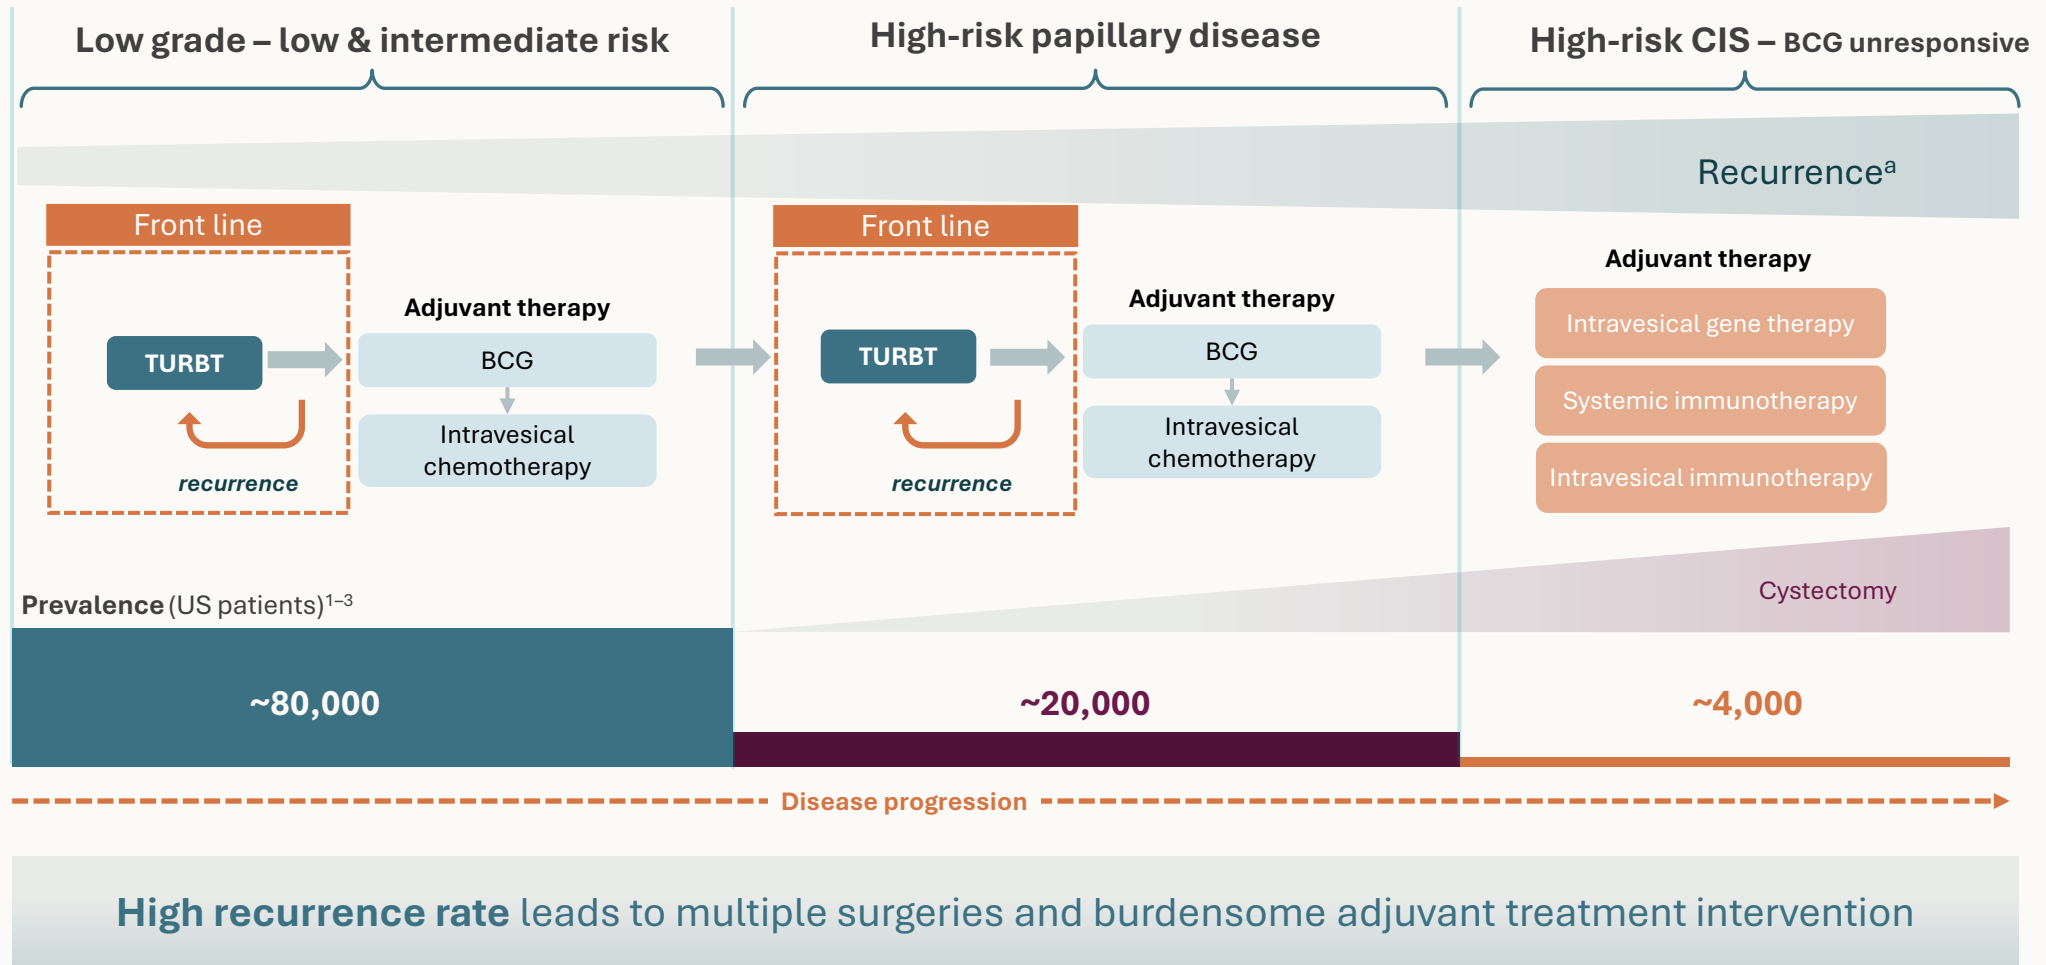 Low grade – low & intermediate risk
High-risk papillary disease
High-risk CIS – BCG unresponsive
Recurrenceᵃ
Front line
TURBT
recurrence
Adjuvant therapy
BCG
Intravesical
chemotherapy
Front line
TURBT
recurrence
Adjuvant therapy
BCG
Intravesical
chemotherapy
Adjuvant therapy
Intravesical gene therapy
Systemic immunotherapy
Intravesical immunotherapy
Cystectomy
Prevalence (US patients)¹⁻³
~80,000
~20,000
~4,000
Disease progression
High recurrence rate leads to multiple surgeries and burdensome adjuvant treatment intervention